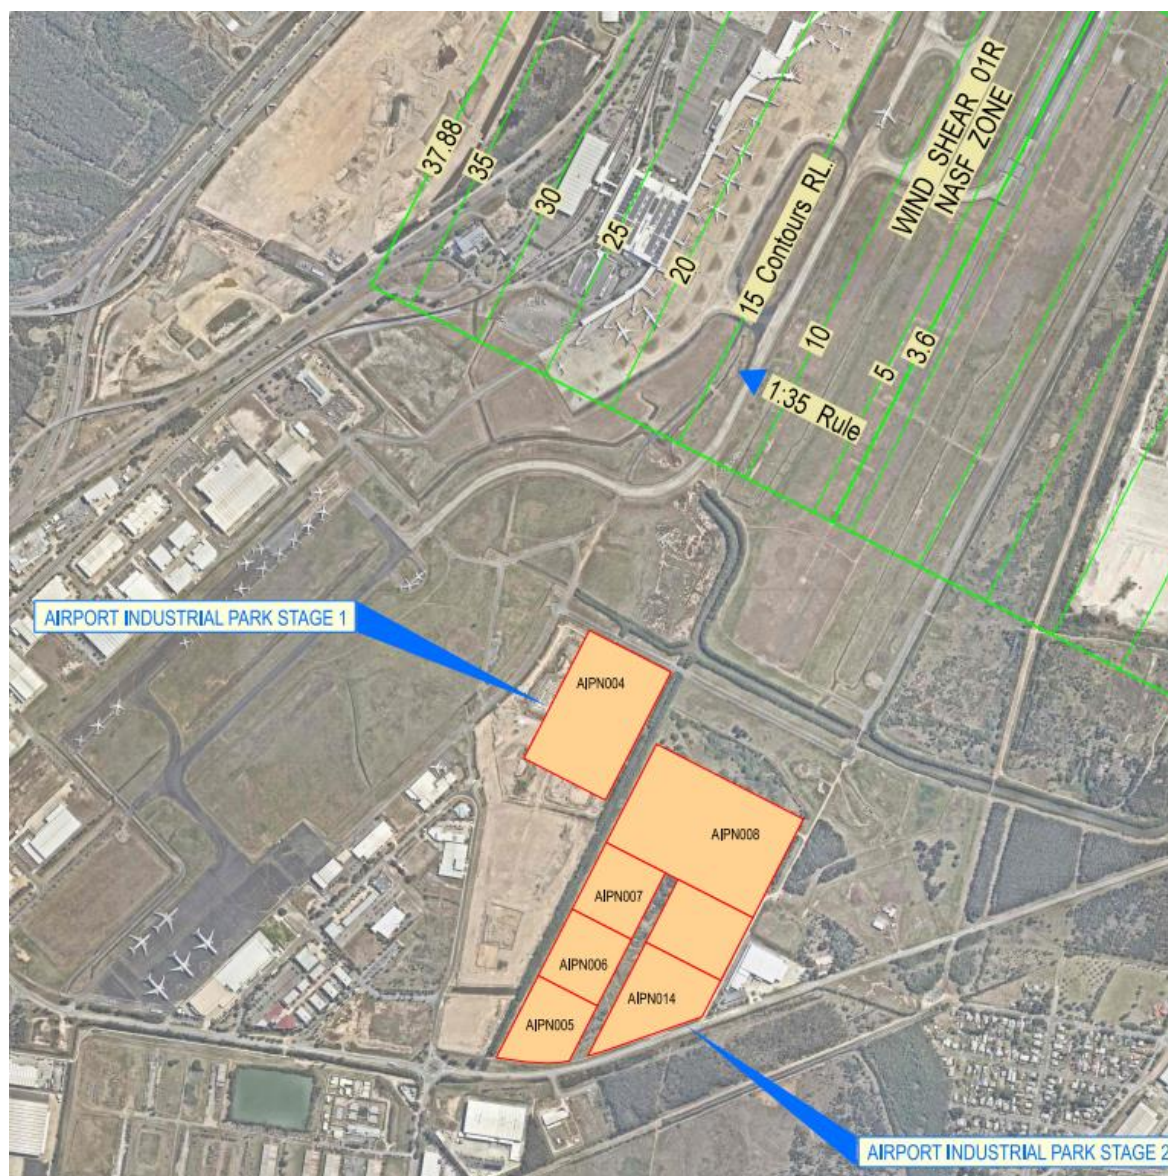 37.88
35
30
25
20
15 Contours RL.
10
5
3.6
WIND SHEAR 01R
NASF ZONE
1:35 Rule
AIRPORT INDUSTRIAL PARK STAGE 1
AIPN004
AIPN008
AIPN007
AIPN006
AIPN014
AIPN005
AIRPORT INDUSTRIAL PARK STAGE 2